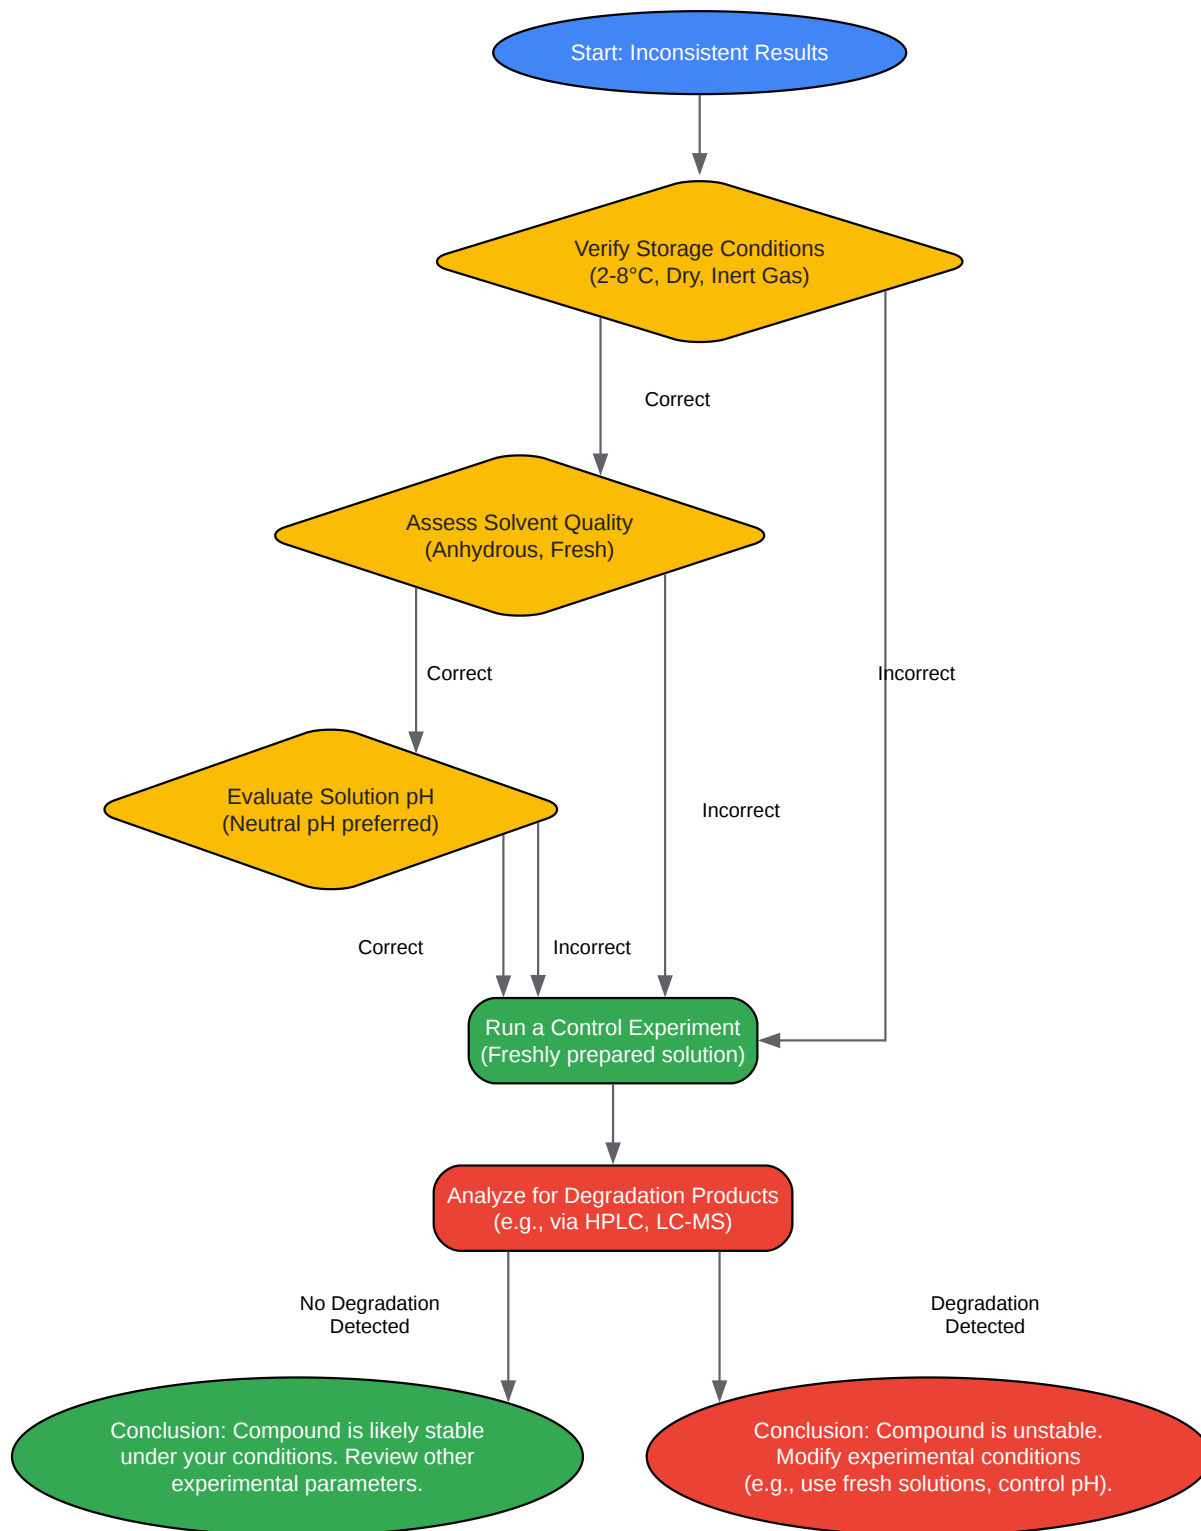 Start: Inconsistent Results
Verify Storage Conditions
(2-8°C, Dry, Inert Gas)
Correct
Assess Solvent Quality
(Anhydrous, Fresh)
Correct
Incorrect
Evaluate Solution pH
(Neutral pH preferred)
Incorrect
Correct
Incorrect
Run a Control Experiment
(Freshly prepared solution)
Analyze for Degradation Products
(e.g., via HPLC, LC-MS)
No Degradation
Detected
Degradation
Detected
Conclusion: Compound is likely stable
under your conditions. Review other
experimental parameters.
Conclusion: Compound is unstable.
Modify experimental conditions
(e.g., use fresh solutions, control pH).